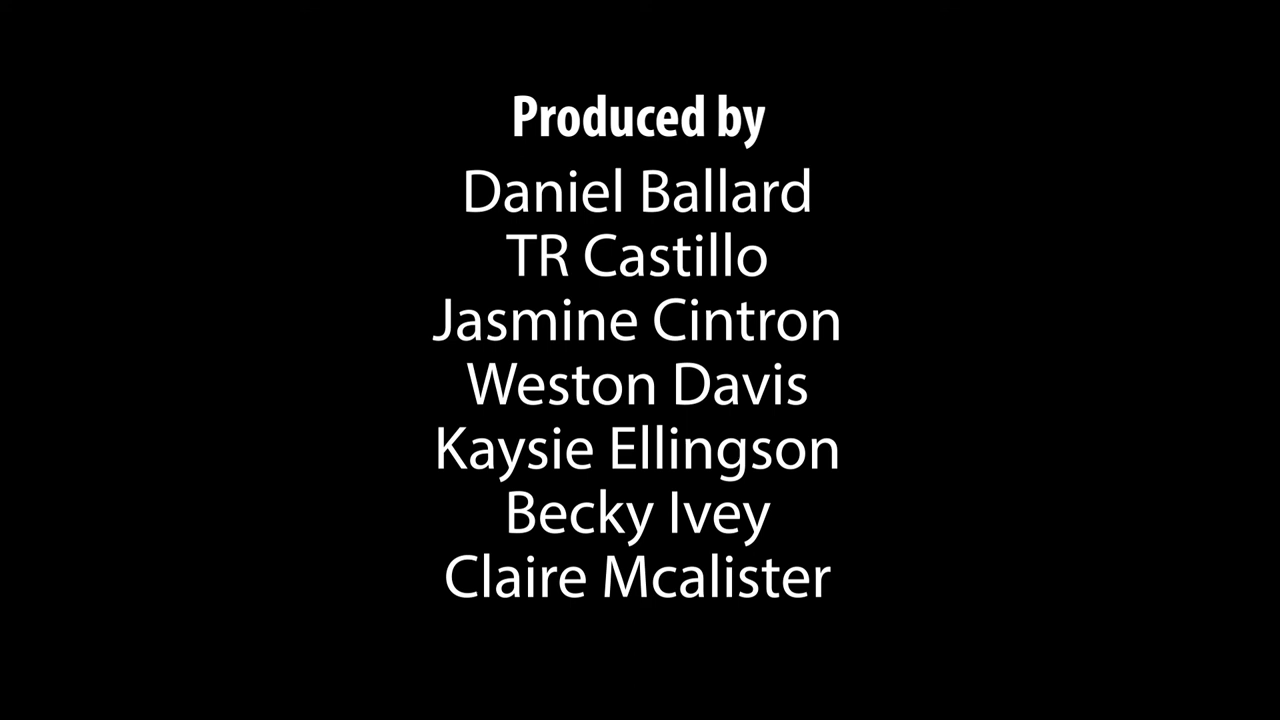 Produced by
Daniel Ballard
TR Castillo
Jasmine Cintron
Weston Davis
Kaysie Ellingson
Becky Ivey
Claire Mcalister